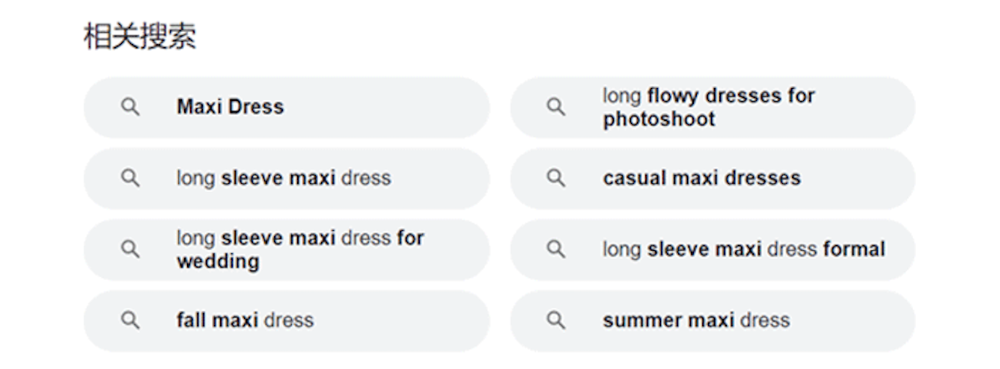 相关搜索
Maxi Dress
long flowy dresses for
photoshoot
long sleeve maxi dress
casual maxi dresses
long sleeve maxi dress for
wedding
long sleeve maxi dress formal
fall maxi dress
summer maxi dress